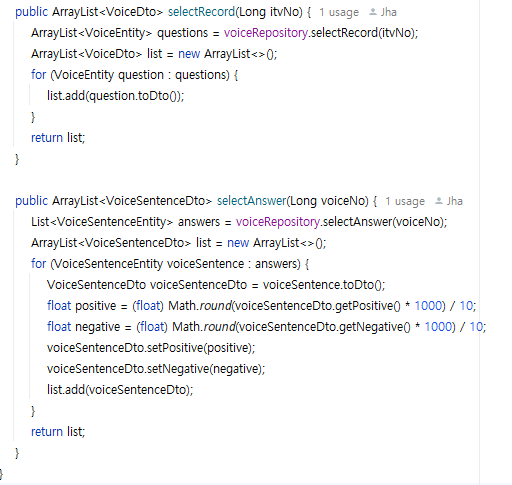 public ArrayList<VoiceDto> selectRecord(Long itvNo) { 1 usage Jha
ArrayList<VoiceEntity> questions = voiceRepository.selectRecord(itvNo);
ArrayList<VoiceDto> list = new ArrayList<>();
for (VoiceEntity question : questions) {
list.add(question.toDto());
}
return list;
}
public ArrayList<VoiceSentenceDto> selectAnswer(Long voiceNo) { 1 usage Jha
List<VoiceSentenceEntity> answers = voiceRepository.selectAnswer(voiceNo);
ArrayList<VoiceSentenceDto> list = new ArrayList<>();
for (VoiceSentenceEntity voiceSentence : answers) {
VoiceSentenceDto voiceSentenceDto = voiceSentence.toDto();
float positive = (float) Math.round(voiceSentenceDto.getPositive() * 1000) / 10;
float negative = (float) Math.round(voiceSentenceDto.getNegative() * 1000) / 10;
voiceSentenceDto.setPositive(positive);
voiceSentenceDto.setNegative(negative);
list.add(voiceSentenceDto);
}
return list;
}
}